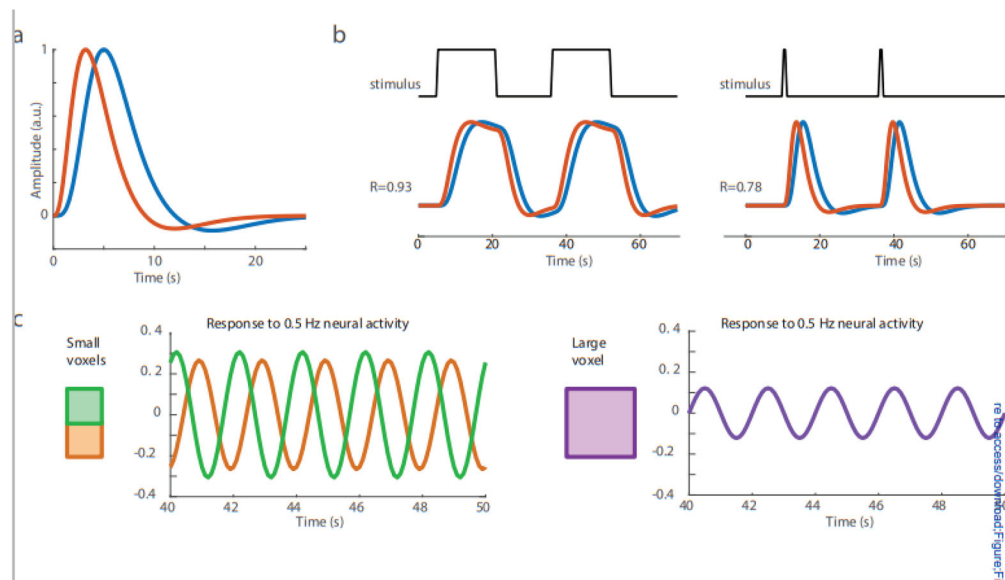 a
1
0
Amplitude (a.u.)
0 10 20
Time (s)
b
stimulus
R=0.93
0 20 40 60
Time (s)
stimulus
R=0.78
0 20 40 60
Time (s)
c
Small
voxels
Response to 0.5 Hz neural activity
0.4
0.2
0
-0.2
-0.4
40 42 44 46 48 50
Time (s)
Large
voxel
Response to 0.5 Hz neural activity
0.4
0.2
0
-0.2
-0.4
40 42 44 46 48
Time (s)
access/download;Figure;F